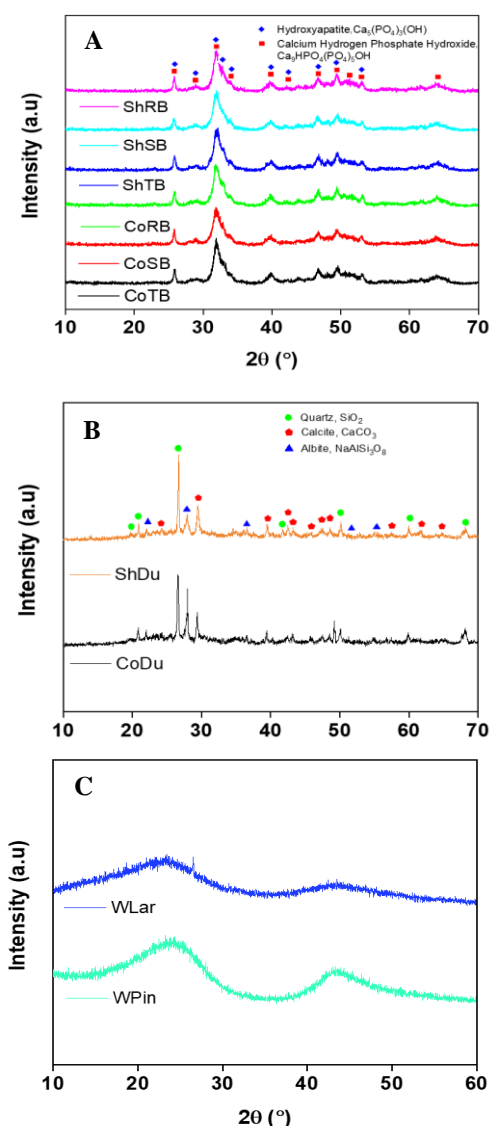 A
Hydroxyapatite, Ca₅(PO₄)₃(OH)
Calcium Hydrogen Phosphate Hydroxide,
Ca₉HPO₄(PO₄)₅OH
Intensity (a.u)
ShRB
ShSB
ShTB
CoRB
CoSB
CoTB
10 20 30 40 50 60 70
2θ (°)
B
Quartz, SiO₂
Calcite, CaCO₃
Albite, NaAlSi₃O₈
Intensity (a.u)
ShDu
CoDu
10 20 30 40 50 60 70
C
Intensity (a.u)
WLar
WPin
10 20 30 40 50 60
2θ (°)